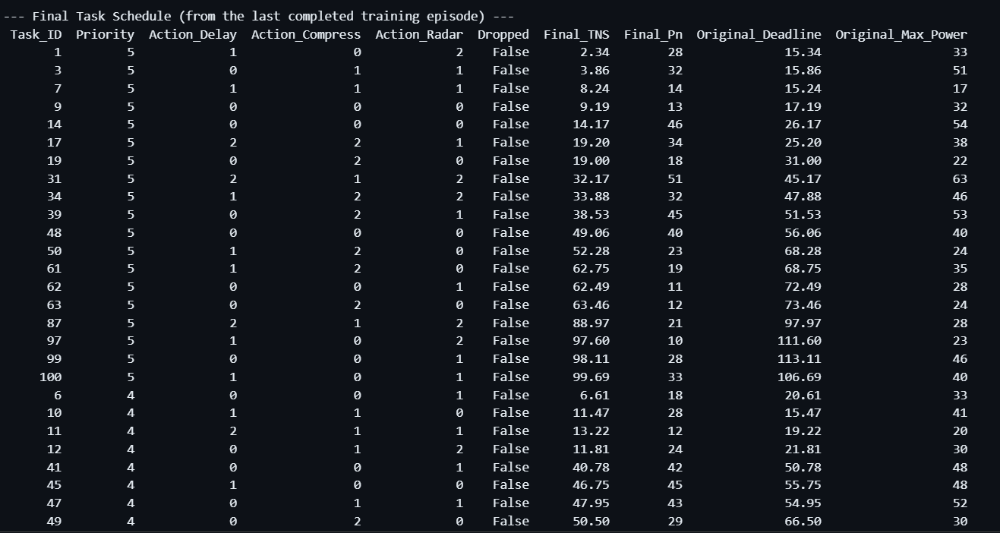 --- Final Task Schedule (from the last completed training episode) ---
Task_ID Priority Action_Delay Action_Compress Action_Radar Dropped Final_TNS Final_Pn Original_Deadline Original_Max_Power
1 5 1 0 2 False 2.34 28 15.34 33
3 5 0 1 1 False 3.86 32 15.86 51
7 5 1 1 1 False 8.24 14 15.24 17
9 5 0 0 0 False 9.19 13 17.19 32
14 5 0 0 0 False 14.17 46 26.17 54
17 5 2 2 1 False 19.20 34 25.20 38
19 5 0 2 0 False 19.00 18 31.00 22
31 5 2 1 2 False 32.17 51 45.17 63
34 5 1 2 2 False 33.88 32 47.88 46
39 5 0 2 1 False 38.53 45 51.53 53
48 5 0 0 0 False 49.06 40 56.06 40
50 5 1 2 0 False 52.28 23 68.28 24
61 5 1 2 0 False 62.75 19 68.75 35
62 5 0 0 1 False 62.49 11 72.49 28
63 5 0 2 0 False 63.46 12 73.46 24
87 5 2 1 2 False 88.97 21 97.97 28
97 5 1 0 2 False 97.60 10 111.60 23
99 5 0 0 1 False 98.11 28 113.11 46
100 5 1 0 1 False 99.69 33 106.69 40
6 4 0 0 1 False 6.61 18 20.61 33
10 4 1 1 0 False 11.47 28 15.47 41
11 4 2 1 1 False 13.22 12 19.22 20
12 4 0 1 2 False 11.81 24 21.81 30
41 4 0 0 1 False 40.78 42 50.78 48
45 4 1 0 0 False 46.75 45 55.75 48
47 4 0 1 1 False 47.95 43 54.95 52
49 4 0 2 0 False 50.50 29 66.50 30